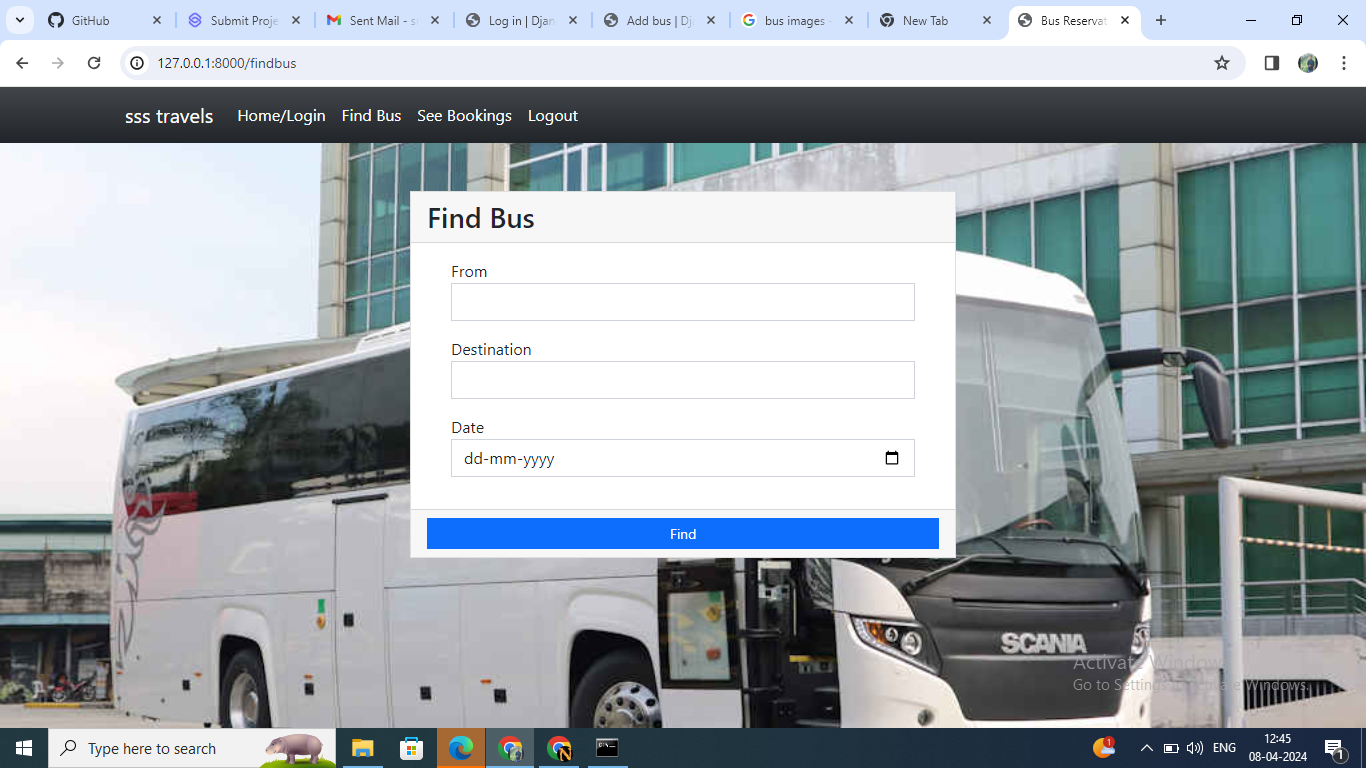 GitHub
Submit Proje
Sent Mail - s
Log in | Djan
Add bus | Dj
bus images
New Tab
Bus Reservat
127.0.0.1:8000/findbus
sss travels
Home/Login
Find Bus
See Bookings
Logout
Find Bus
From
Destination
Date
dd-mm-yyyy
Find
SCANIA
Activate Windows
Go to Settings to activate Windows.
Type here to search
1
ENG
12:45
08-04-2024
1